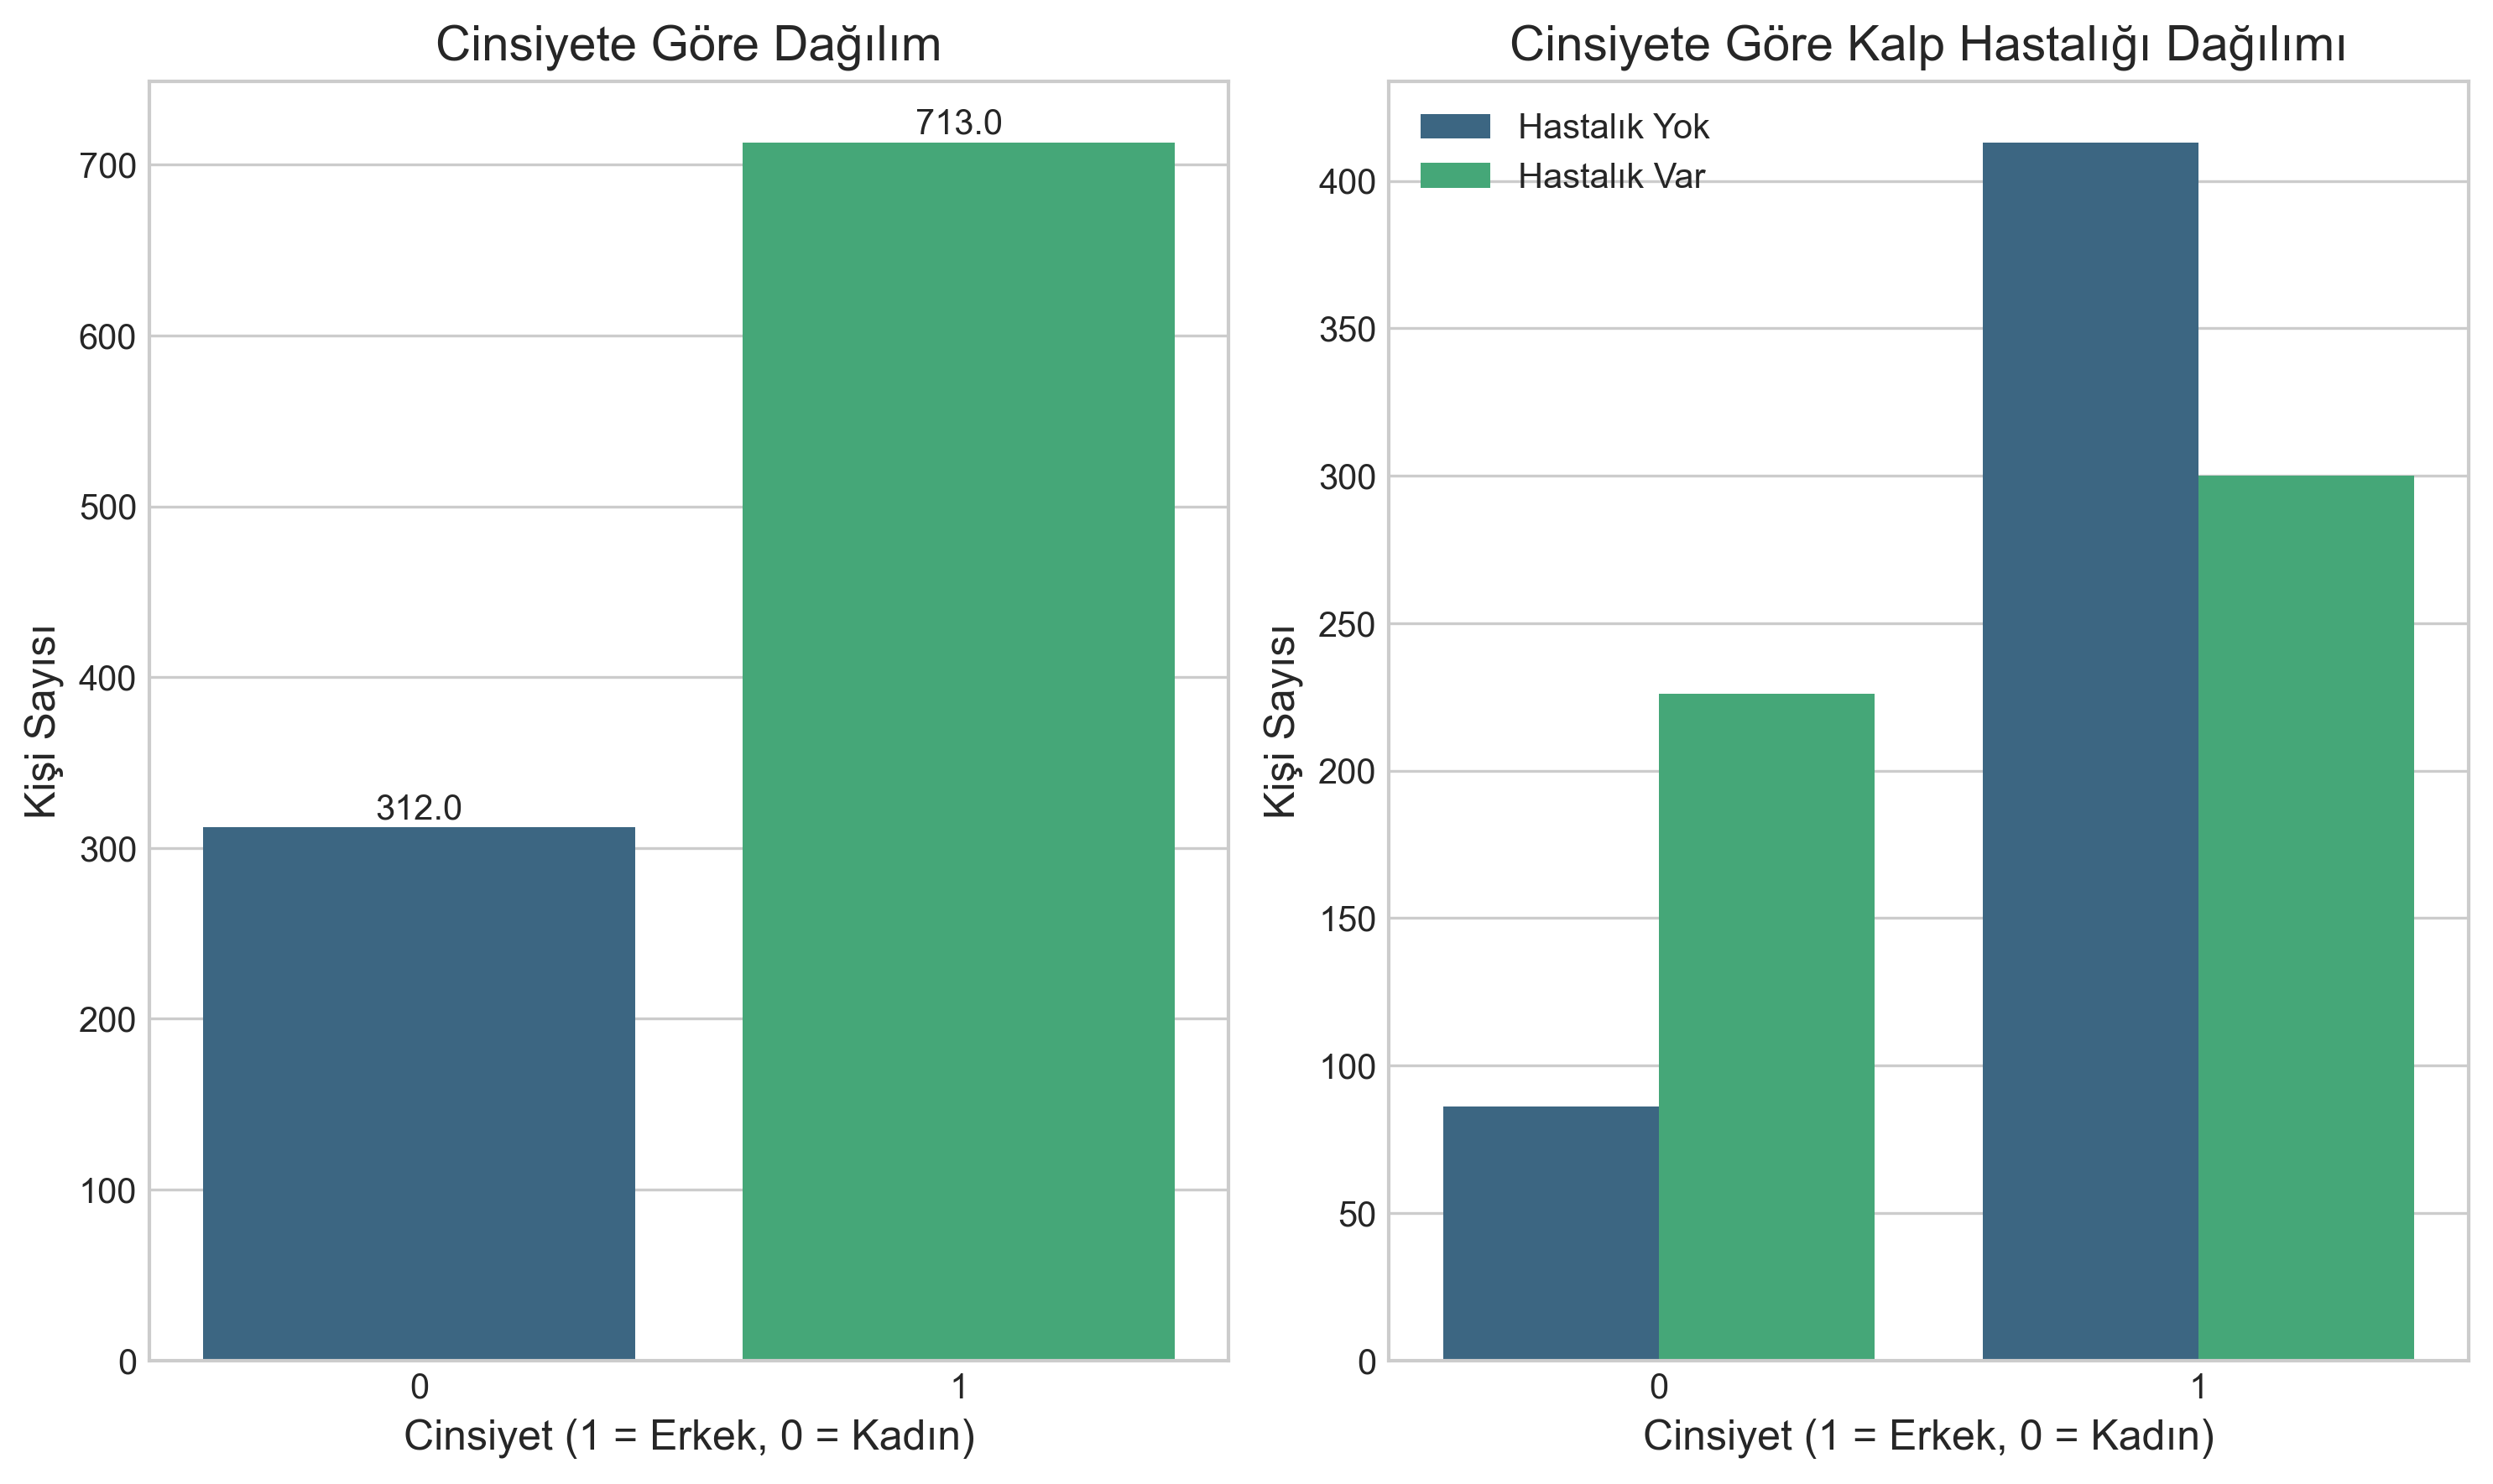 Cinsiyete Göre Dağılım
713.0
312.0
700
600
500
400
300
200
100
0
Kişi Sayısı
0
1
Cinsiyet (1 = Erkek, 0 = Kadın)
Cinsiyete Göre Kalp Hastalığı Dağılımı
Hastalık Yok
Hastalık Var
400
350
300
250
200
150
100
50
0
Kişi Sayısı
0
1
Cinsiyet (1 = Erkek, 0 = Kadın)